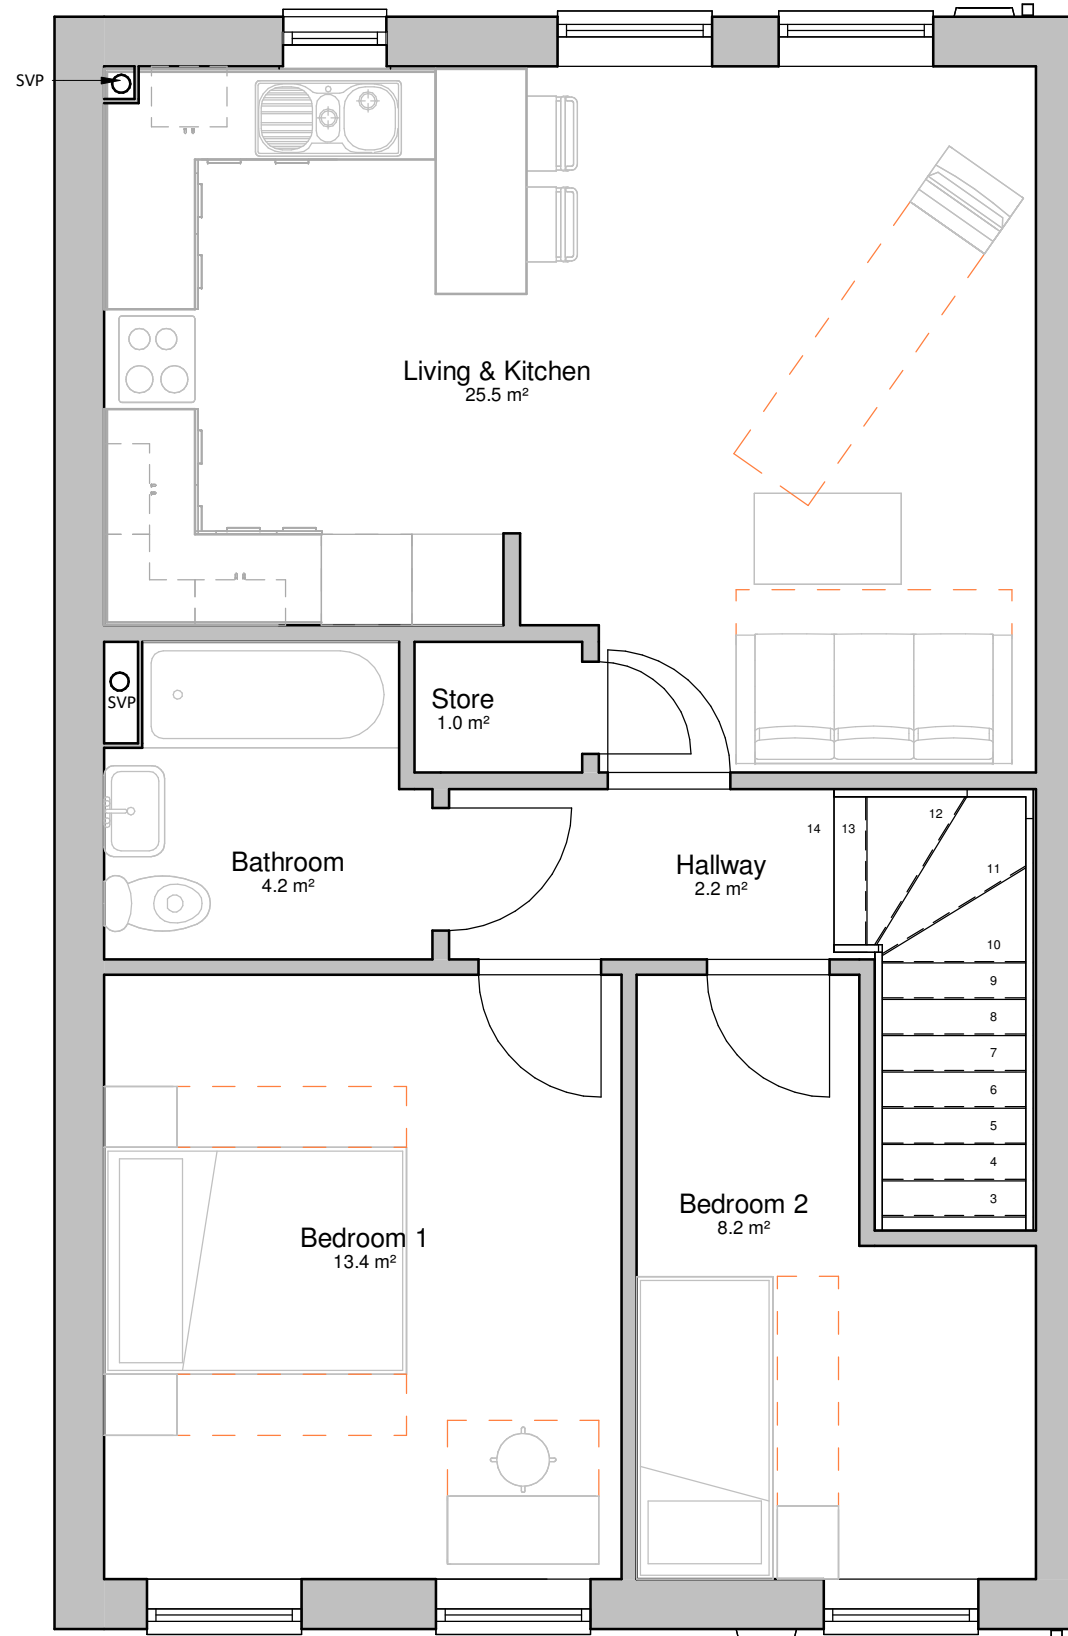 SVP
Living & Kitchen
25.5 m²
SVP
Store
1.0 m²
14
13
12
11
10
9
8
7
6
5
4
3
Bathroom
4.2 m²
Hallway
2.2 m²
Bedroom 1
13.4 m²
Bedroom 2
8.2 m²